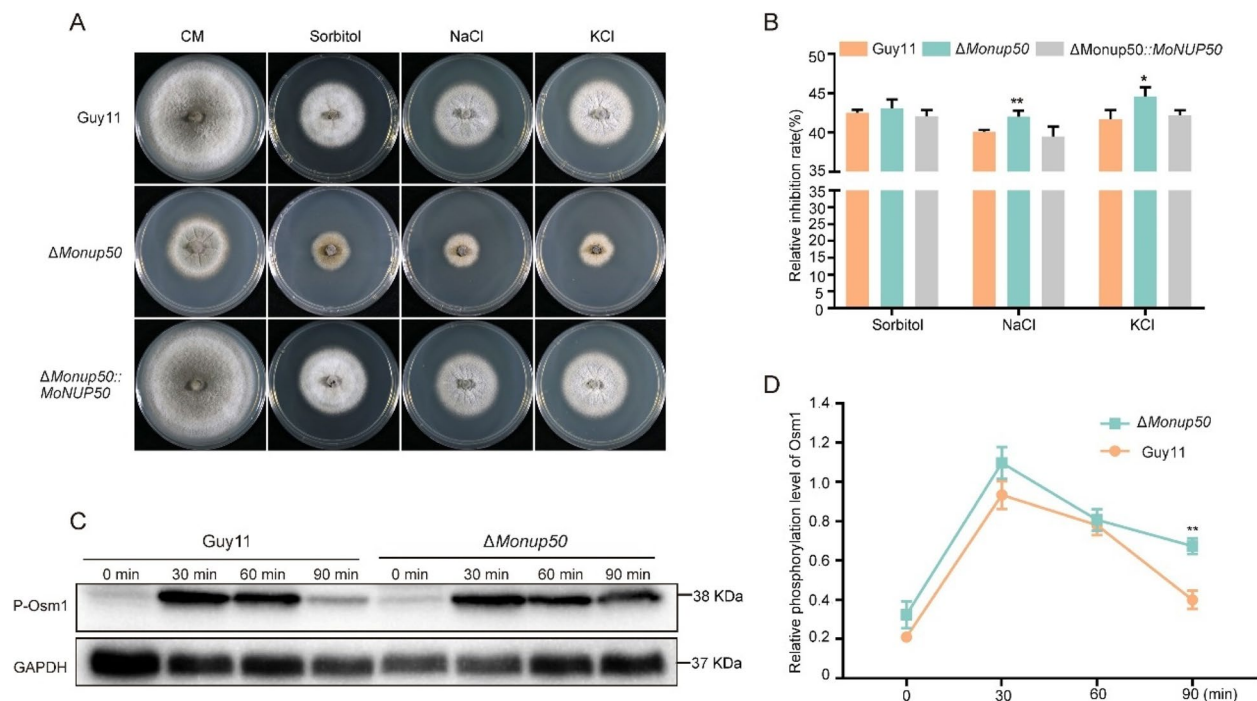 A
CM Sorbitol NaCl KCl
Guy11
ΔMonup50
ΔMonup50::
MoNUP50
B
Guy11 ΔMonup50 ΔMonup50::MoNUP50
Relative inhibition rate(%)
45
40
35
35
30
25
20
15
10
5
0
** *
Sorbitol NaCl KCl
C
Guy11 ΔMonup50
0 min 30 min 60 min 90 min 0 min 30 min 60 min 90 min
P-Osm1 38 KDa
GAPDH 37 KDa
D
Relative phosphorylation level of Osm1
1.4
1.2
1.0
0.8
0.6
0.4
0.2
0
ΔMonup50
Guy11
**
0 30 60 90 (min)